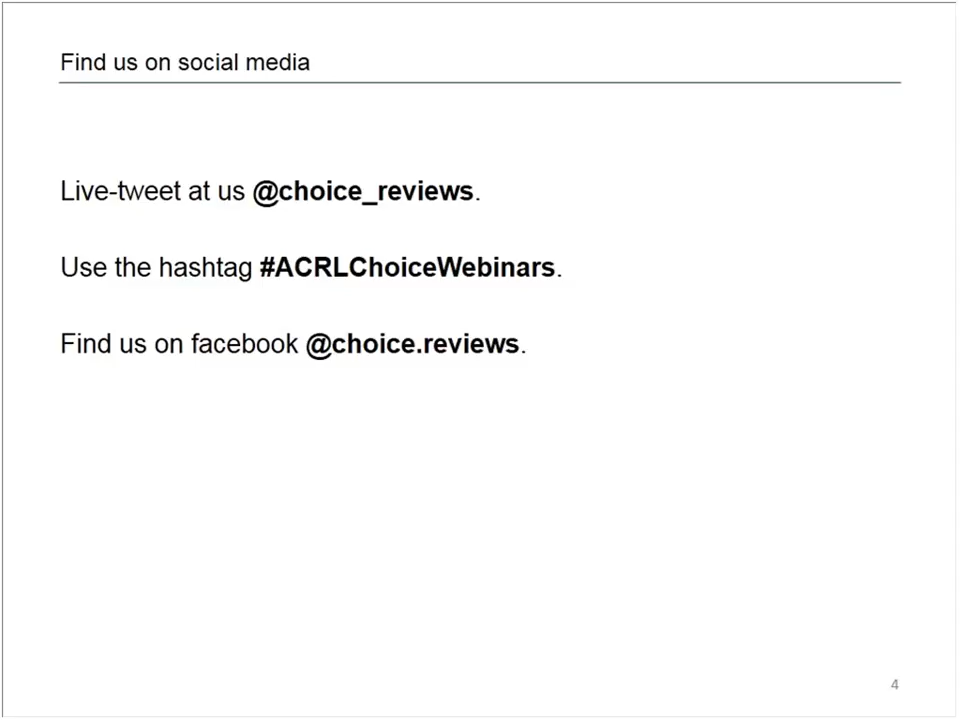 Find us on social media
Live-tweet at us @choice_reviews.
Use the hashtag #ACRLChoiceWebinars.
Find us on facebook @choice.reviews.
4